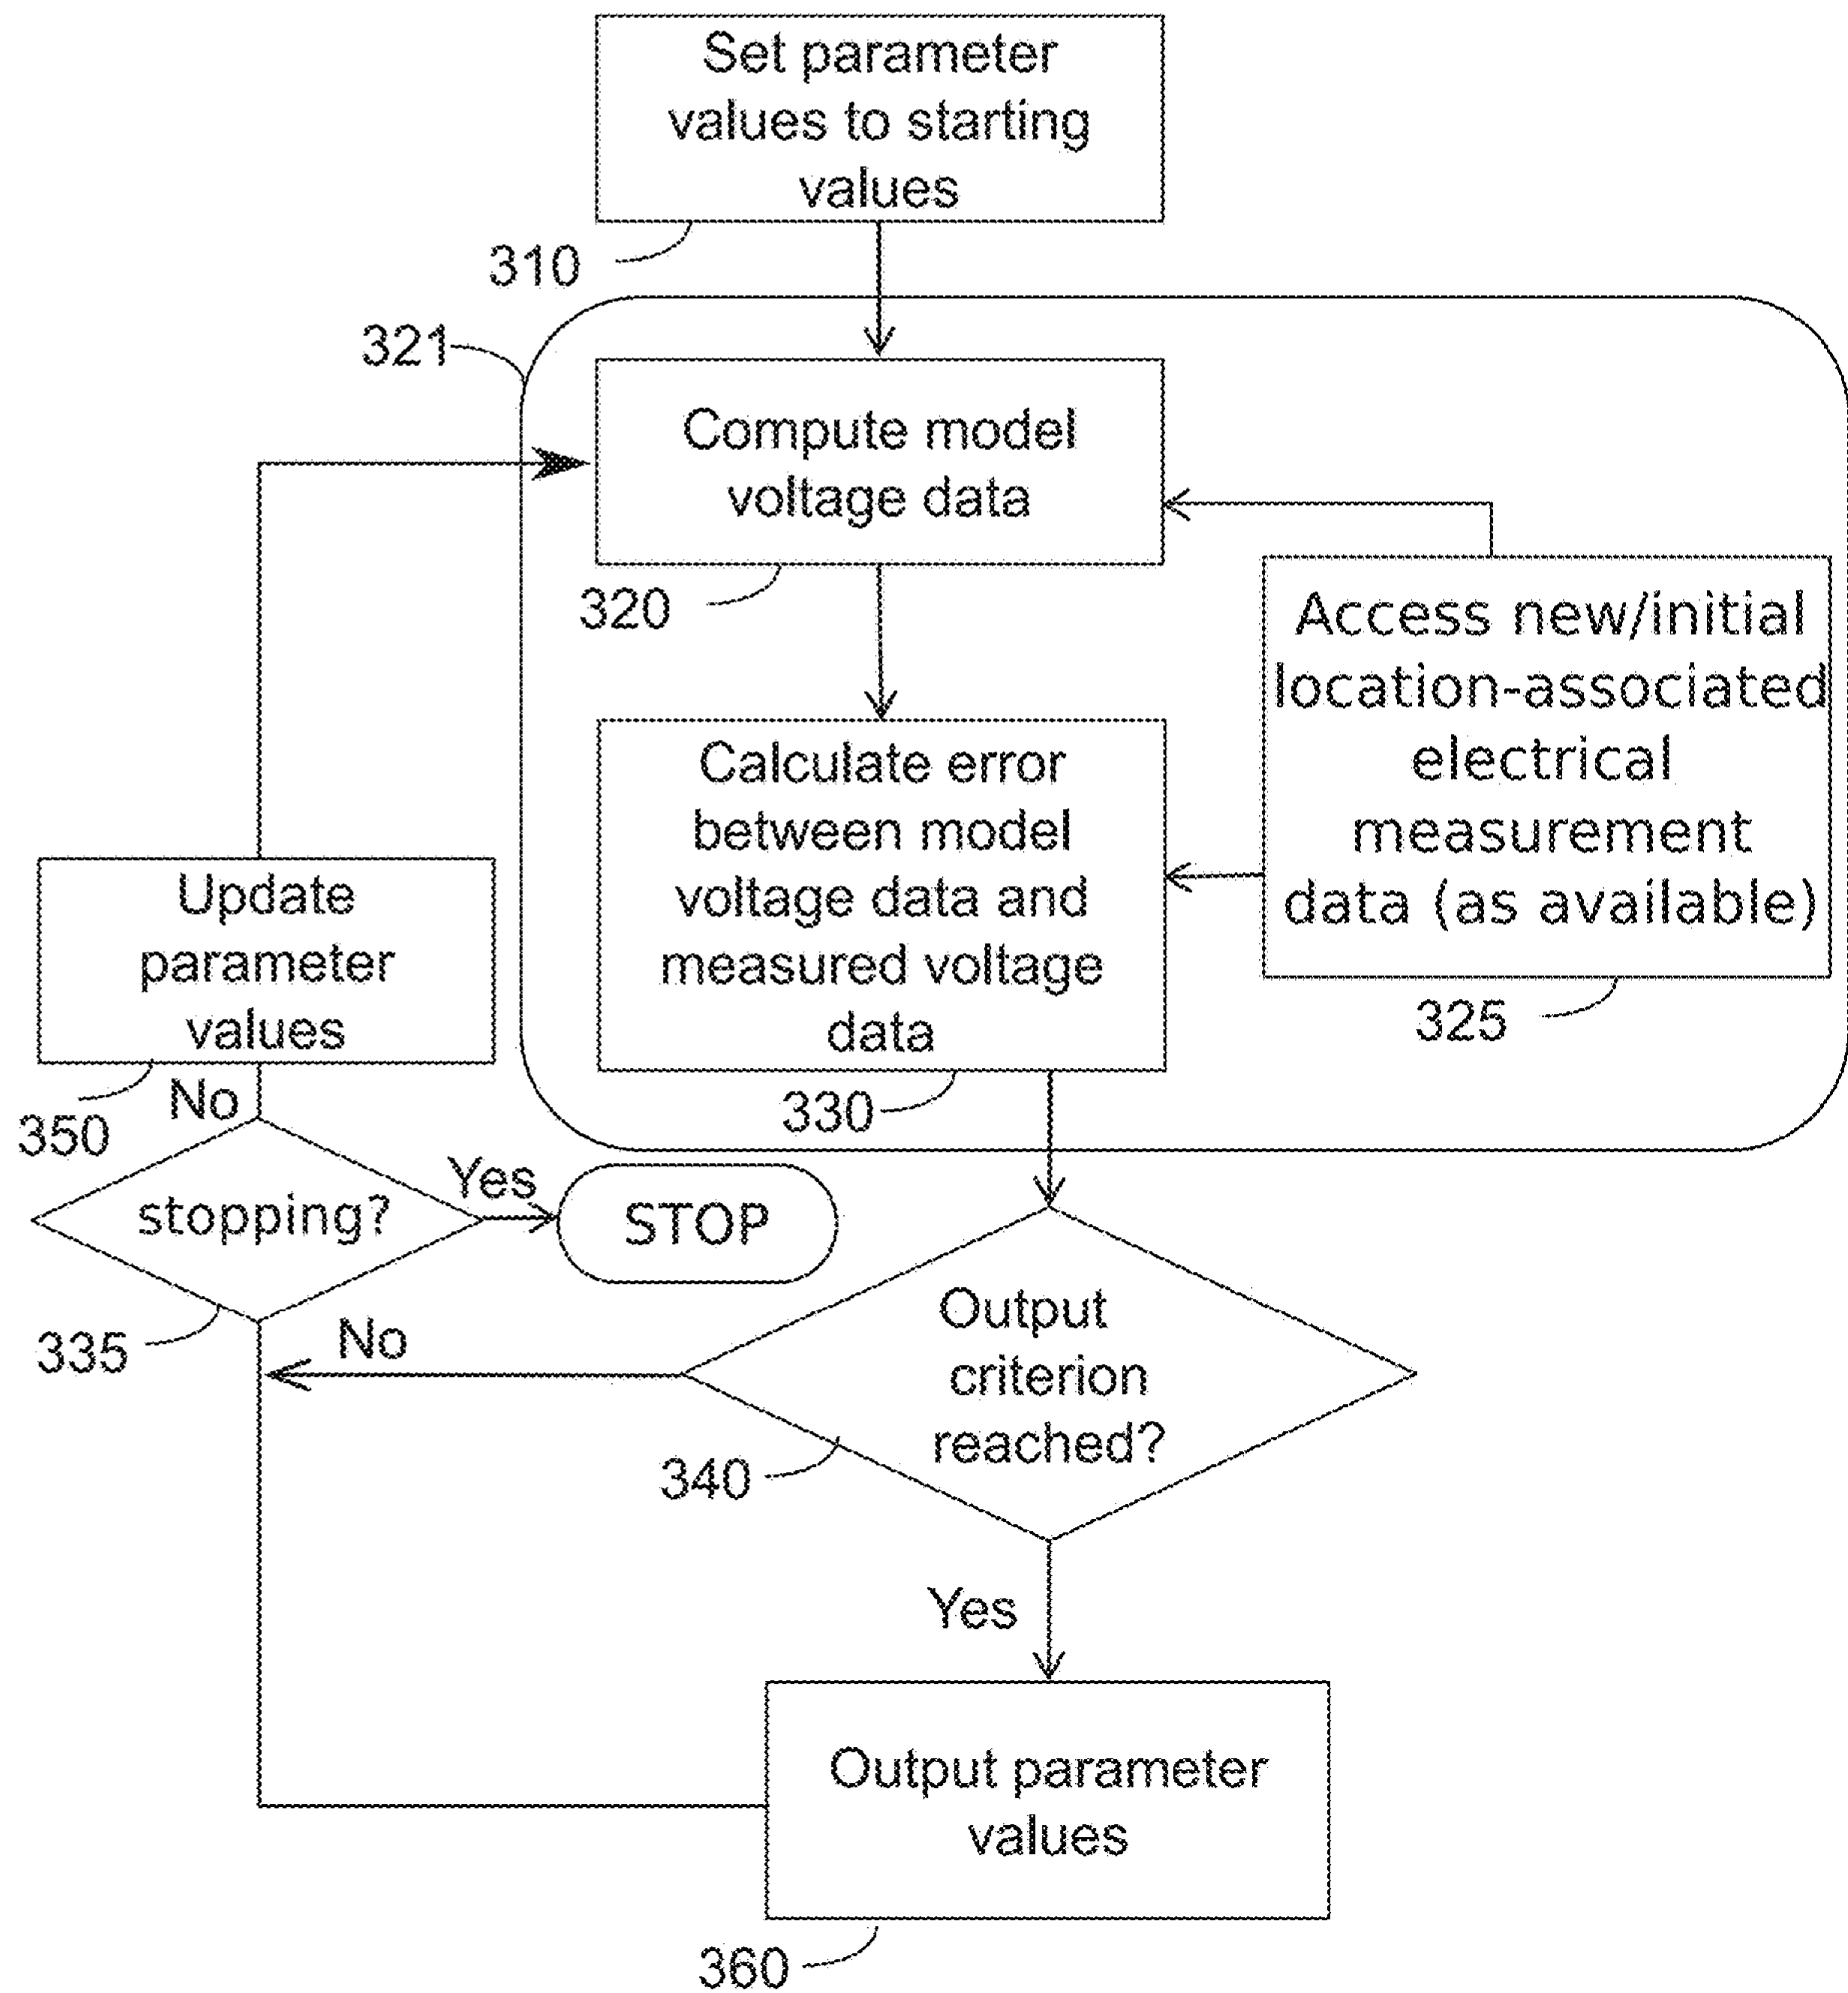 Set parameter
values to starting
values
310
321
Compute model
voltage data
320
Access new/initial
location-associated
electrical
measurement
data (as available)
325
Calculate error
between model
voltage data and
measured voltage
data
330
Update
parameter
values
350
No
stopping?
Yes
STOP
335
No
Output
criterion
reached?
340
Yes
Output parameter
values
360